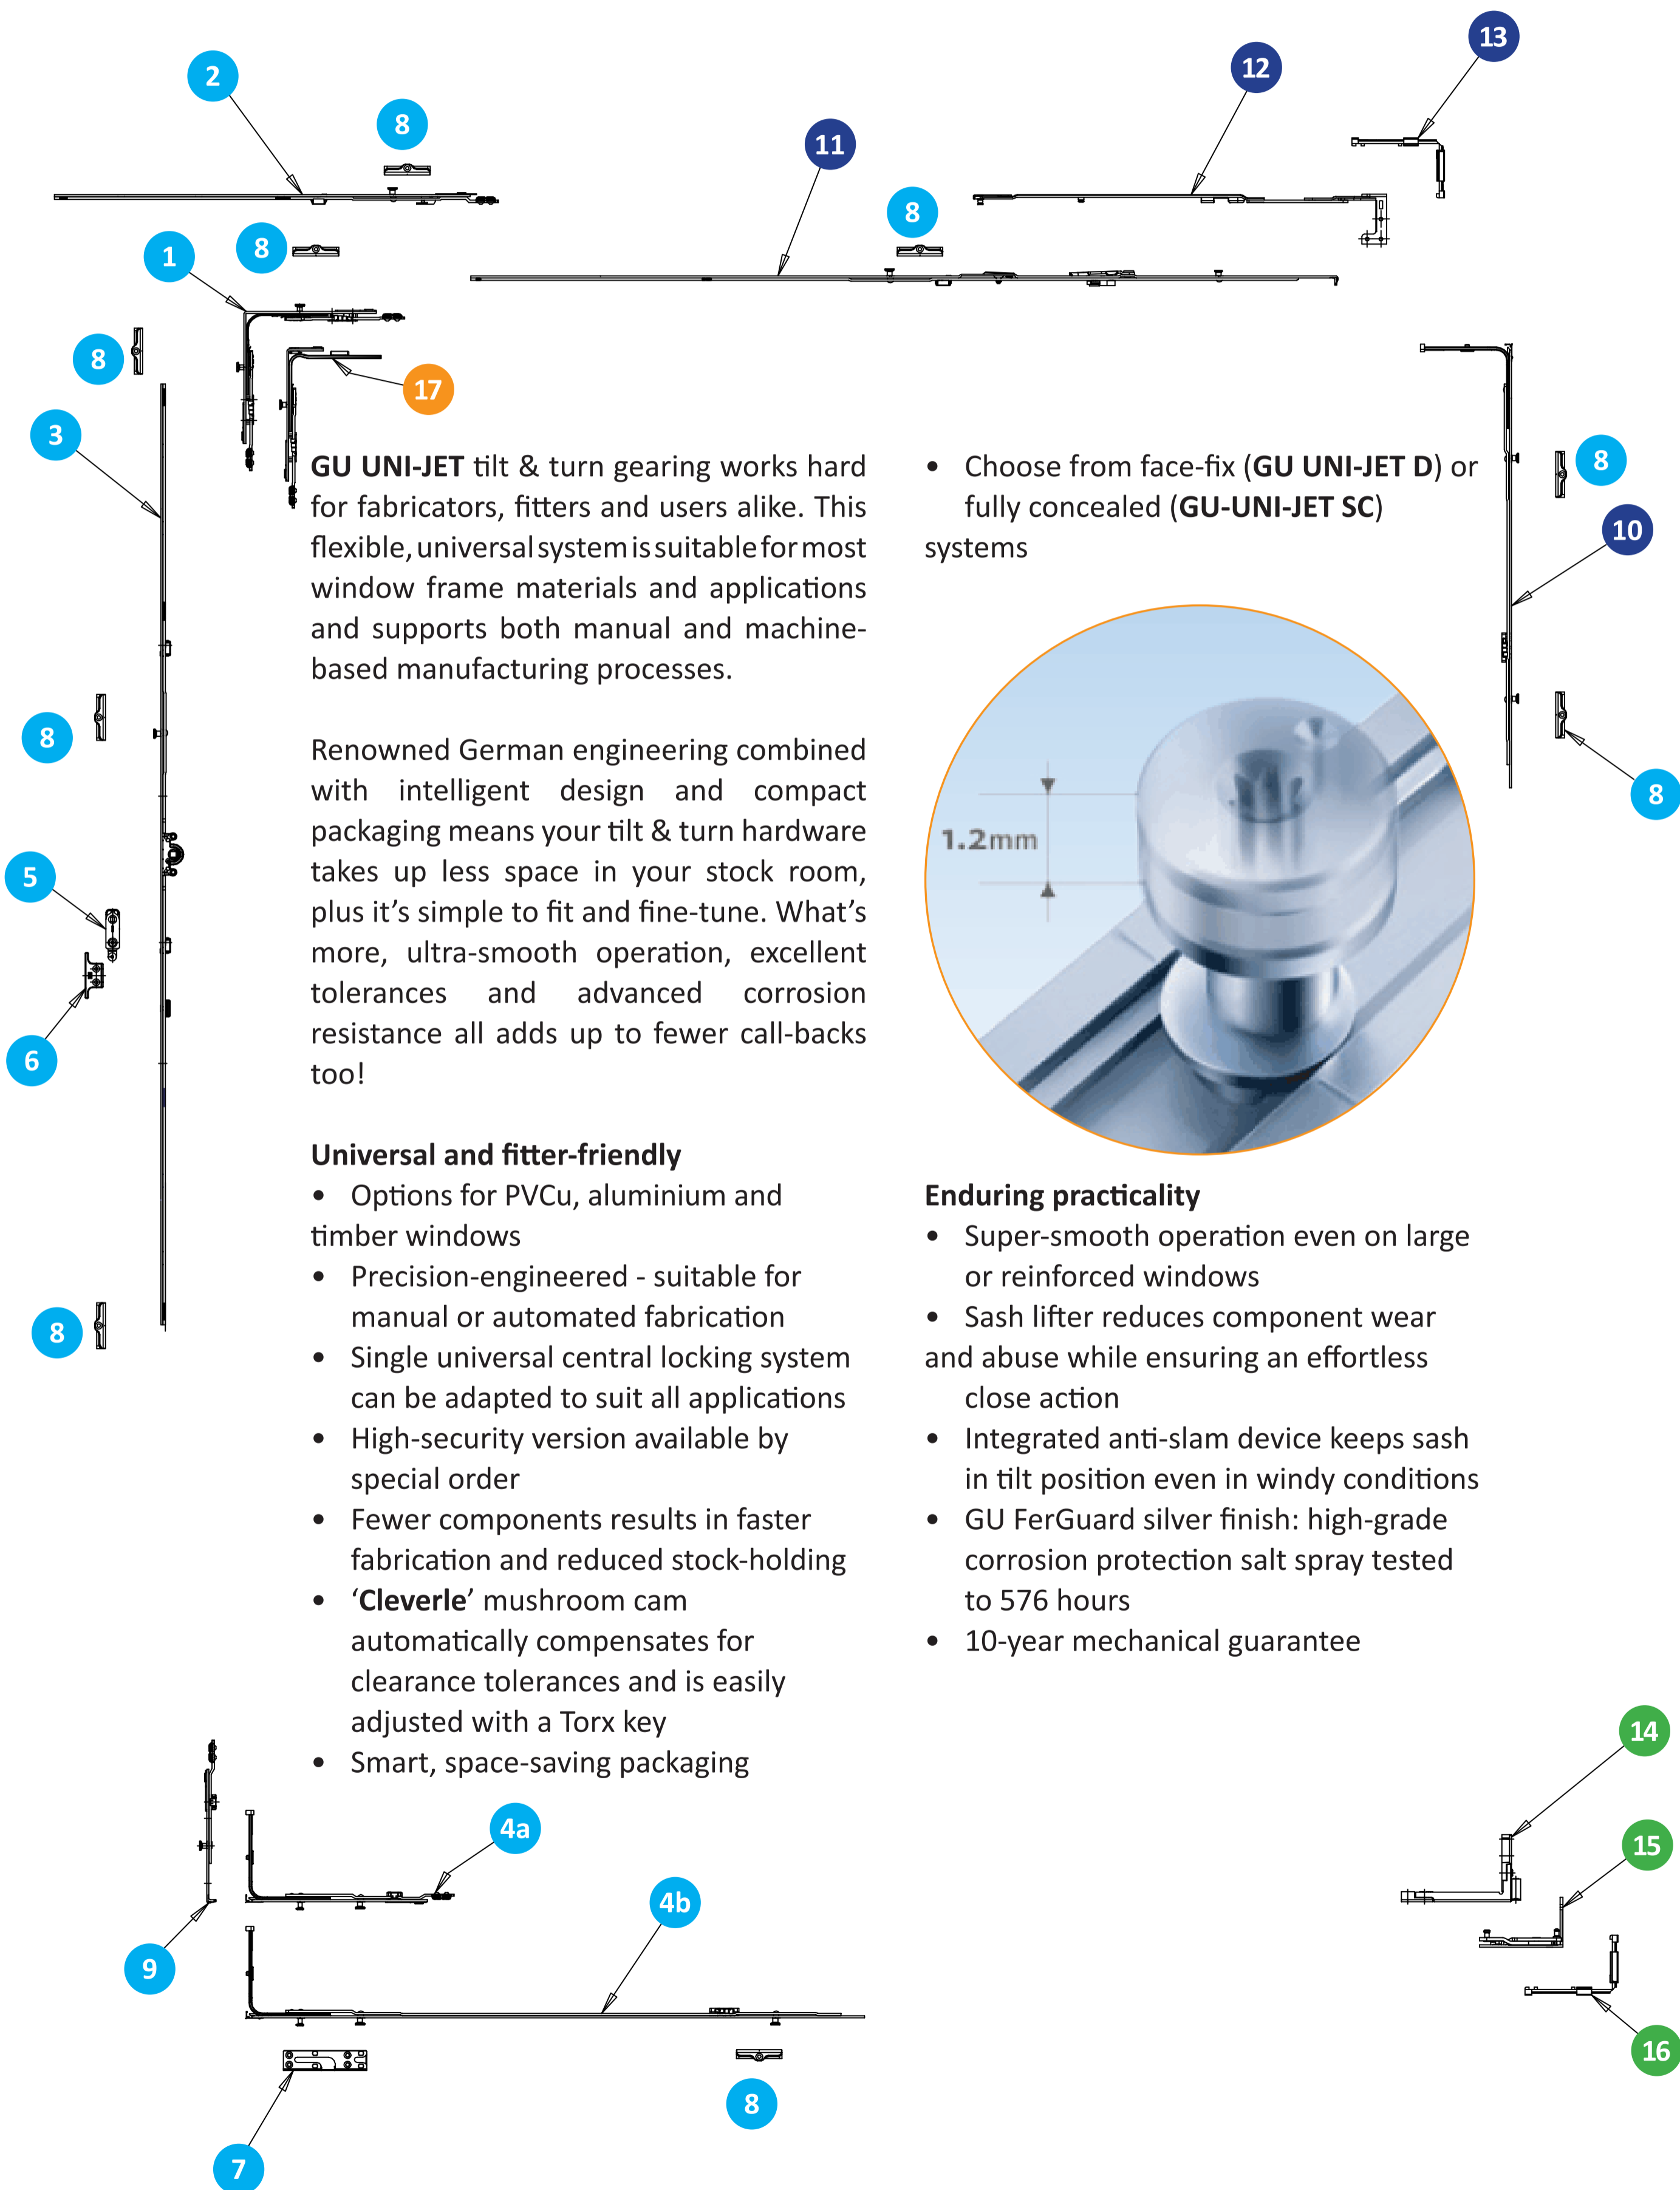 13
12
2
8
11
8
8
1
8
17
3
GU UNI-JET tilt & turn gearing works hard
for fabricators, fitters and users alike. This
flexible, universal system is suitable for most
window frame materials and applications
and supports both manual and machine-
based manufacturing processes.
Renowned German engineering combined
with intelligent design and compact
packaging means your tilt & turn hardware
takes up less space in your stock room,
plus it's simple to fit and fine-tune. What's
more, ultra-smooth operation, excellent
tolerances and advanced corrosion
resistance all adds up to fewer call-backs
too!
Universal and fitter-friendly
• Options for PVCu, aluminium and
timber windows
• Precision-engineered - suitable for
manual or automated fabrication
• Single universal central locking system
can be adapted to suit all applications
• High-security version available by
special order
• Fewer components results in faster
fabrication and reduced stock-holding
• ‘Cleverle’ mushroom cam
automatically compensates for
clearance tolerances and is easily
adjusted with a Torx key
• Smart, space-saving packaging
• Choose from face-fix (GU UNI-JET D) or
fully concealed (GU-UNI-JET SC)
systems
1.2mm
Enduring practicality
• Super-smooth operation even on large
or reinforced windows
• Sash lifter reduces component wear
and abuse while ensuring an effortless
close action
• Integrated anti-slam device keeps sash
in tilt position even in windy conditions
• GU FerGuard silver finish: high-grade
corrosion protection salt spray tested
to 576 hours
• 10-year mechanical guarantee
8
10
8
8
5
6
8
14
4a
15
4b
9
16
8
7